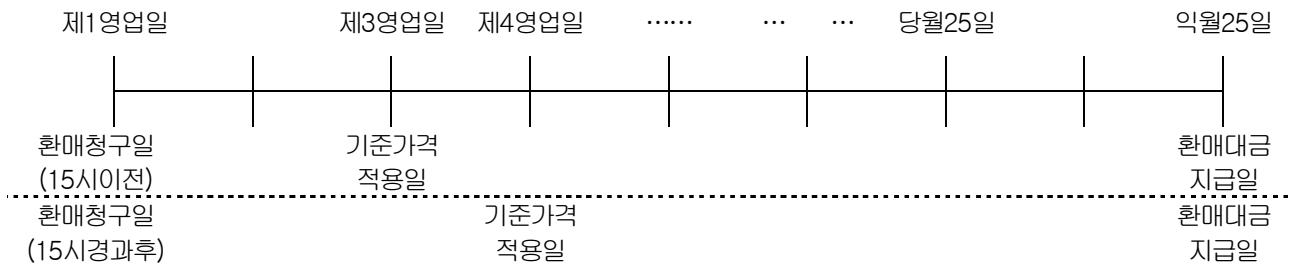 제1영업일 제3영업일 제4영업일 …… … … 당월25일 익월25일
환매청구일 기준가격 환매대금
(15시이전) 적용일 지급일
환매청구일 기준가격 환매대금
(15시경과후) 적용일 지급일